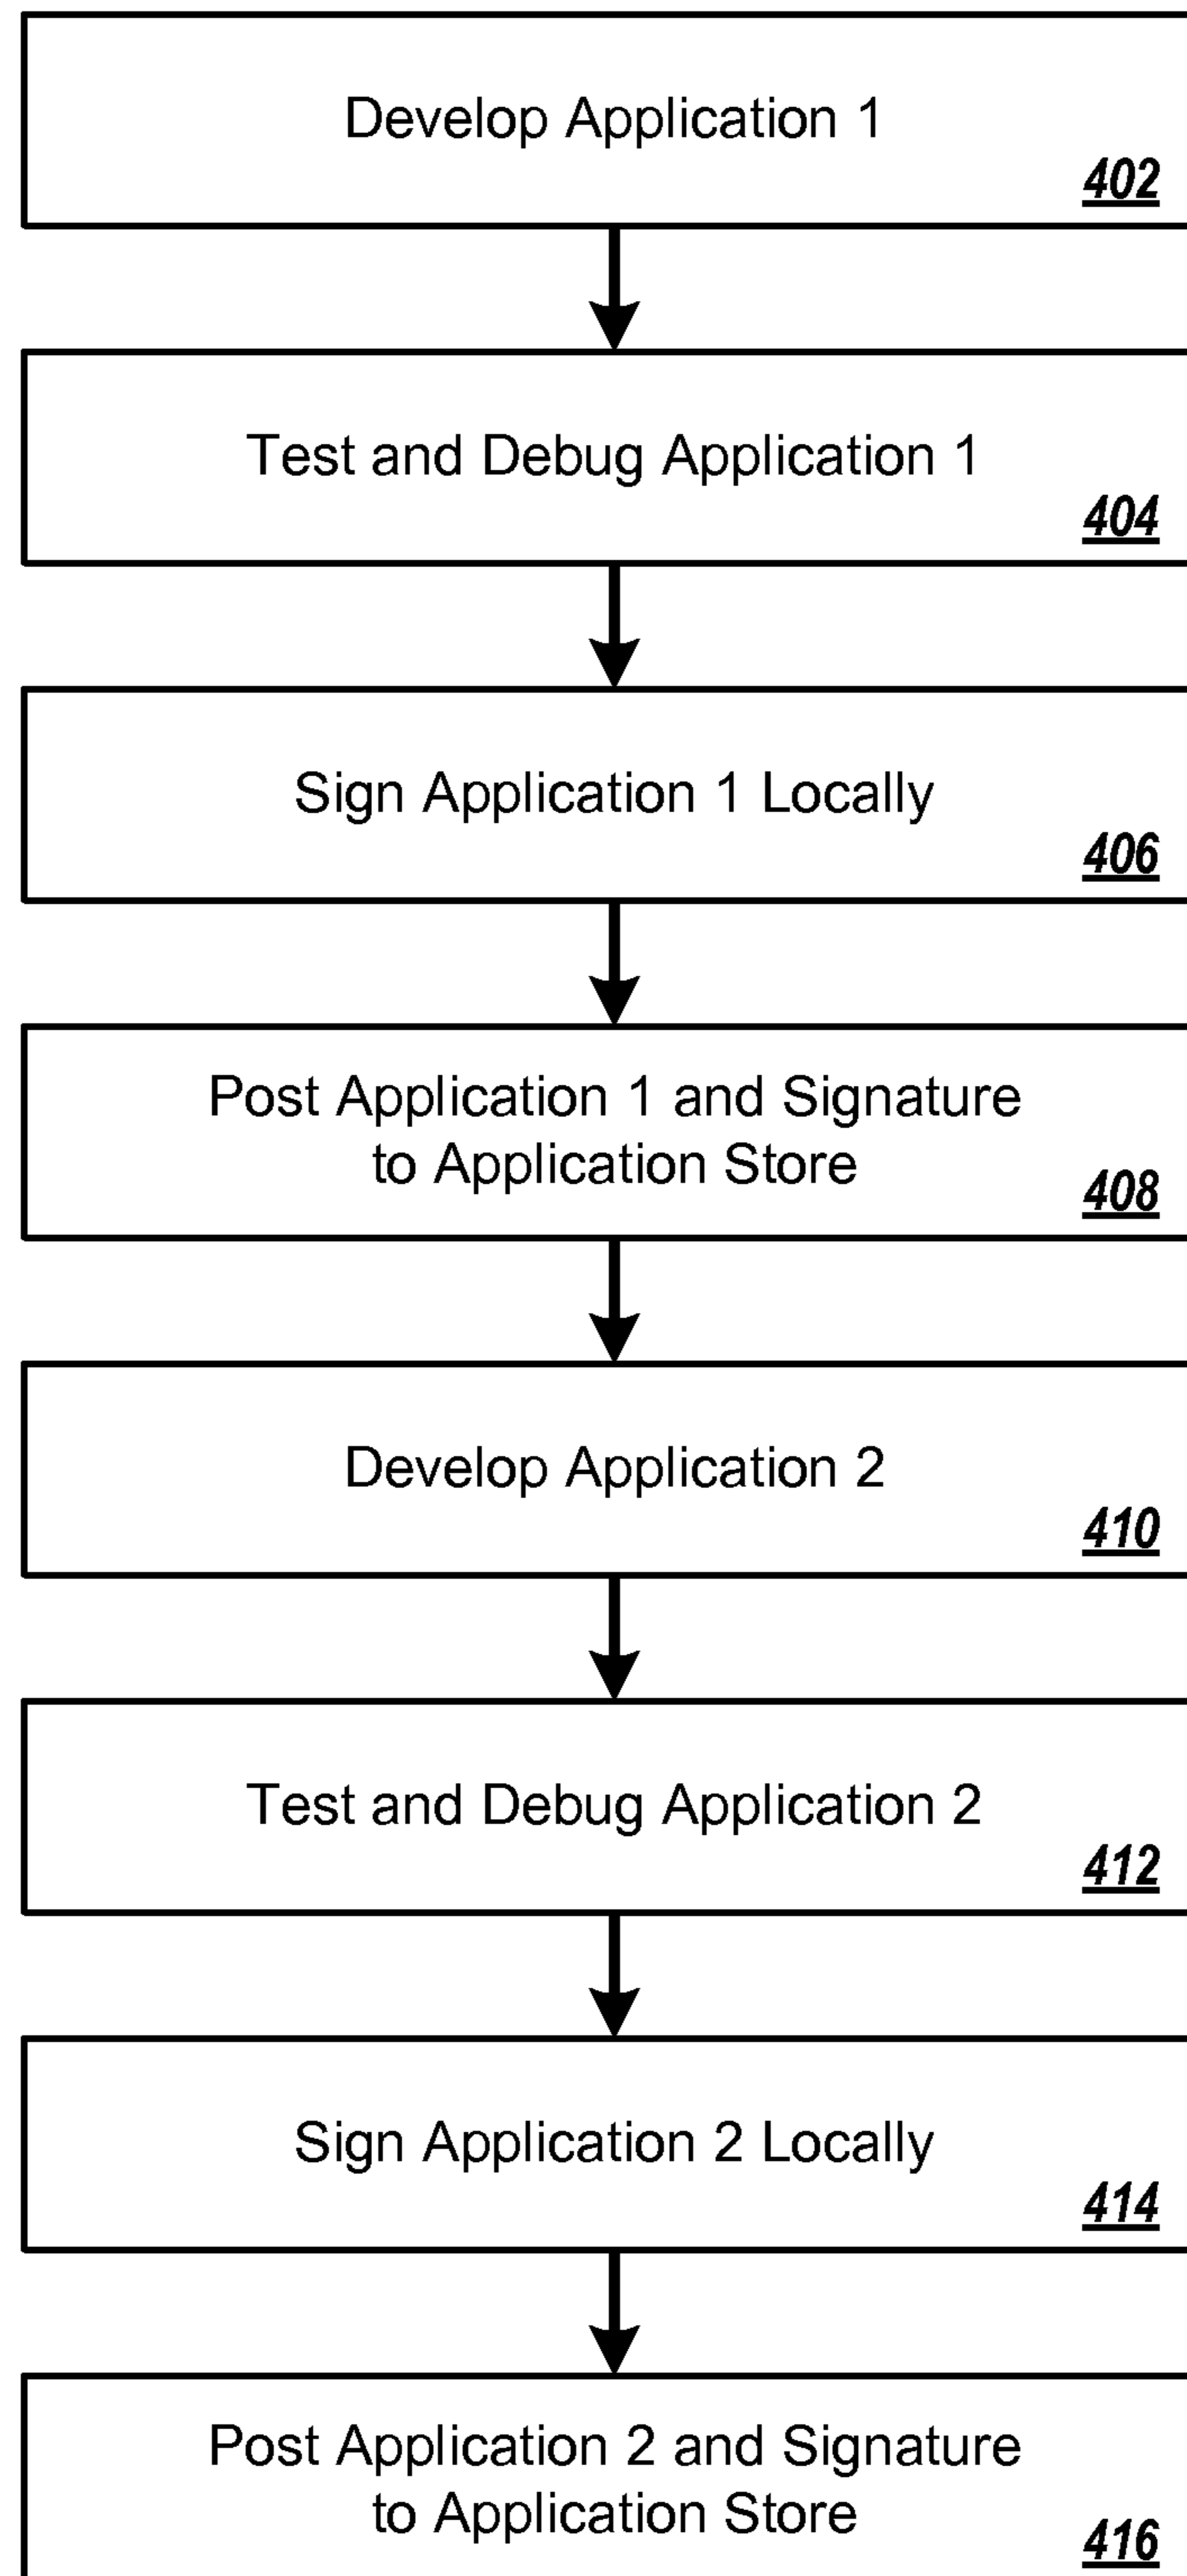 Develop Application 1
402
Test and Debug Application 1
404
Sign Application 1 Locally
406
Post Application 1 and Signature
to Application Store
408
Develop Application 2
410
Test and Debug Application 2
412
Sign Application 2 Locally
414
Post Application 2 and Signature
to Application Store
416